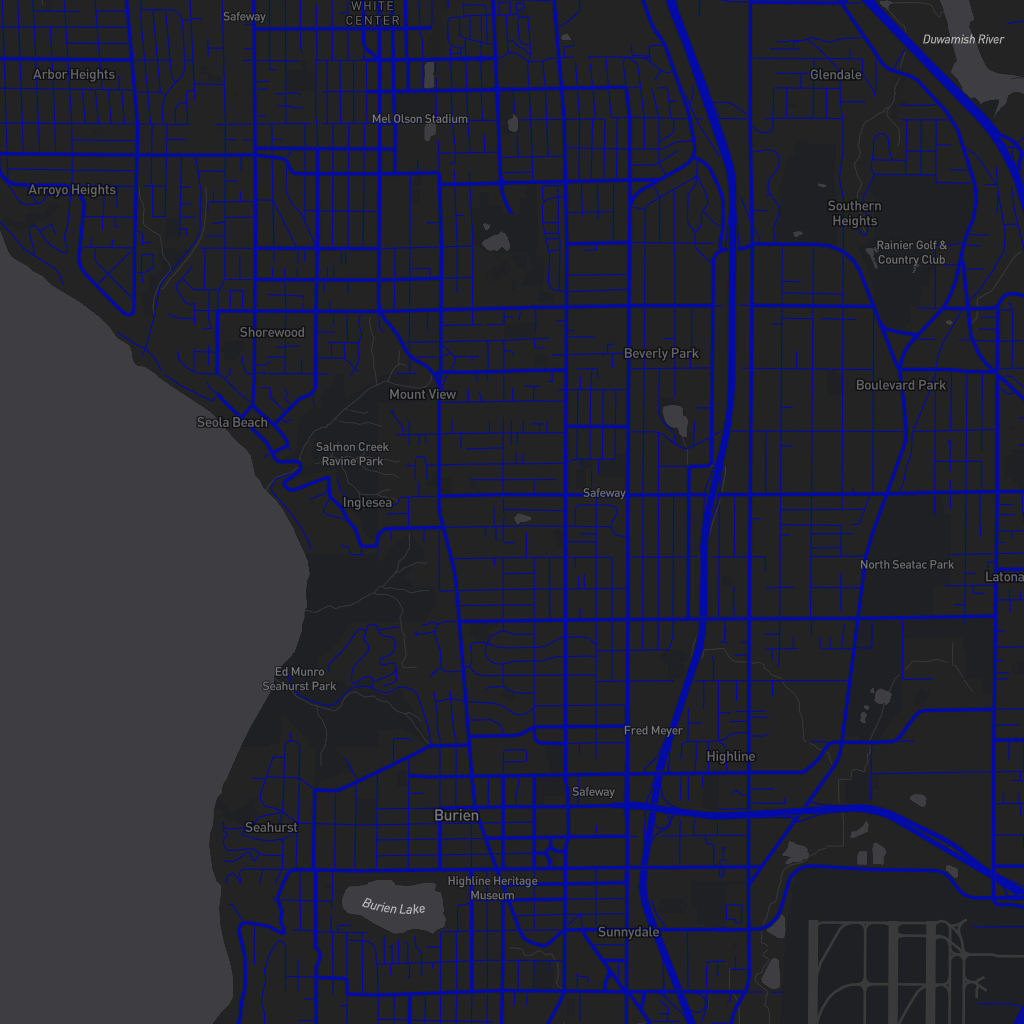 WHITE
CENTER
Safeway
Duwamish River
Arbor Heights
Glendale
Mel Olson Stadium
Arroyo Heights
Southern
Heights
Rainier Golf &
Country Club
Shorewood
Beverly Park
Boulevard Park
Mount View
Seola Beach
Salmon Creek
Ravine Park
Safeway
Inglesea
North Seatac Park
Latona
Ed Munro
Seahurst Park
Fred Meyer
Highline
Safeway
Burien
Seahurst
Highline Heritage
Museum
Burien Lake
Sunnydale